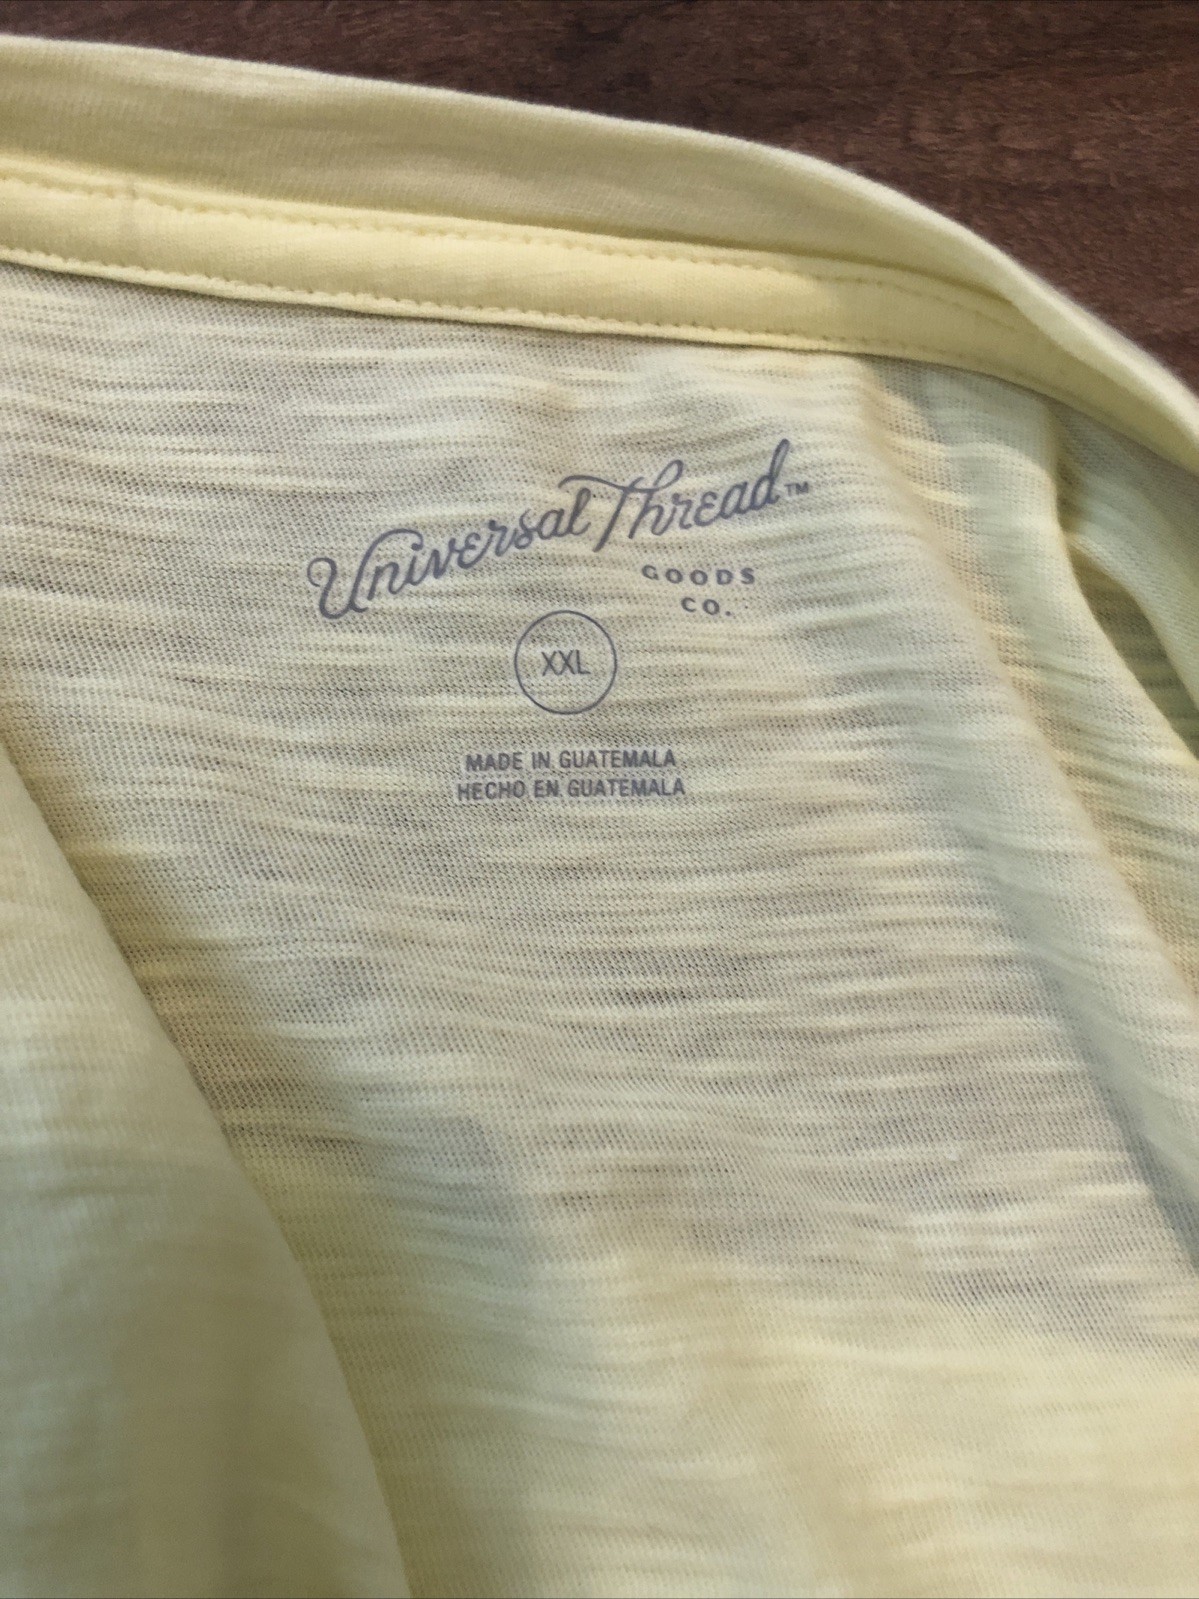 Universal Thread™
GOODS
CO.
XXL
MADE IN GUATEMALA
HECHO EN GUATEMALA